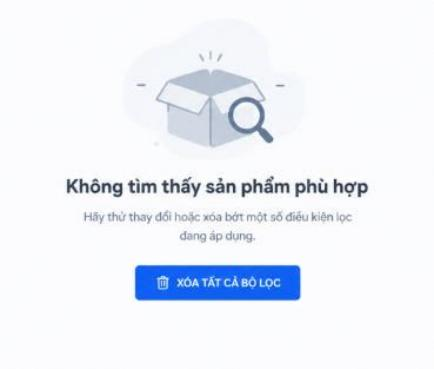 Không tìm thấy sản phẩm phù hợp
Hãy thử thay đổi hoặc xóa bớt một số điều kiện lọc
đang áp dụng.
XÓA TẤT CẢ BỘ LỌC